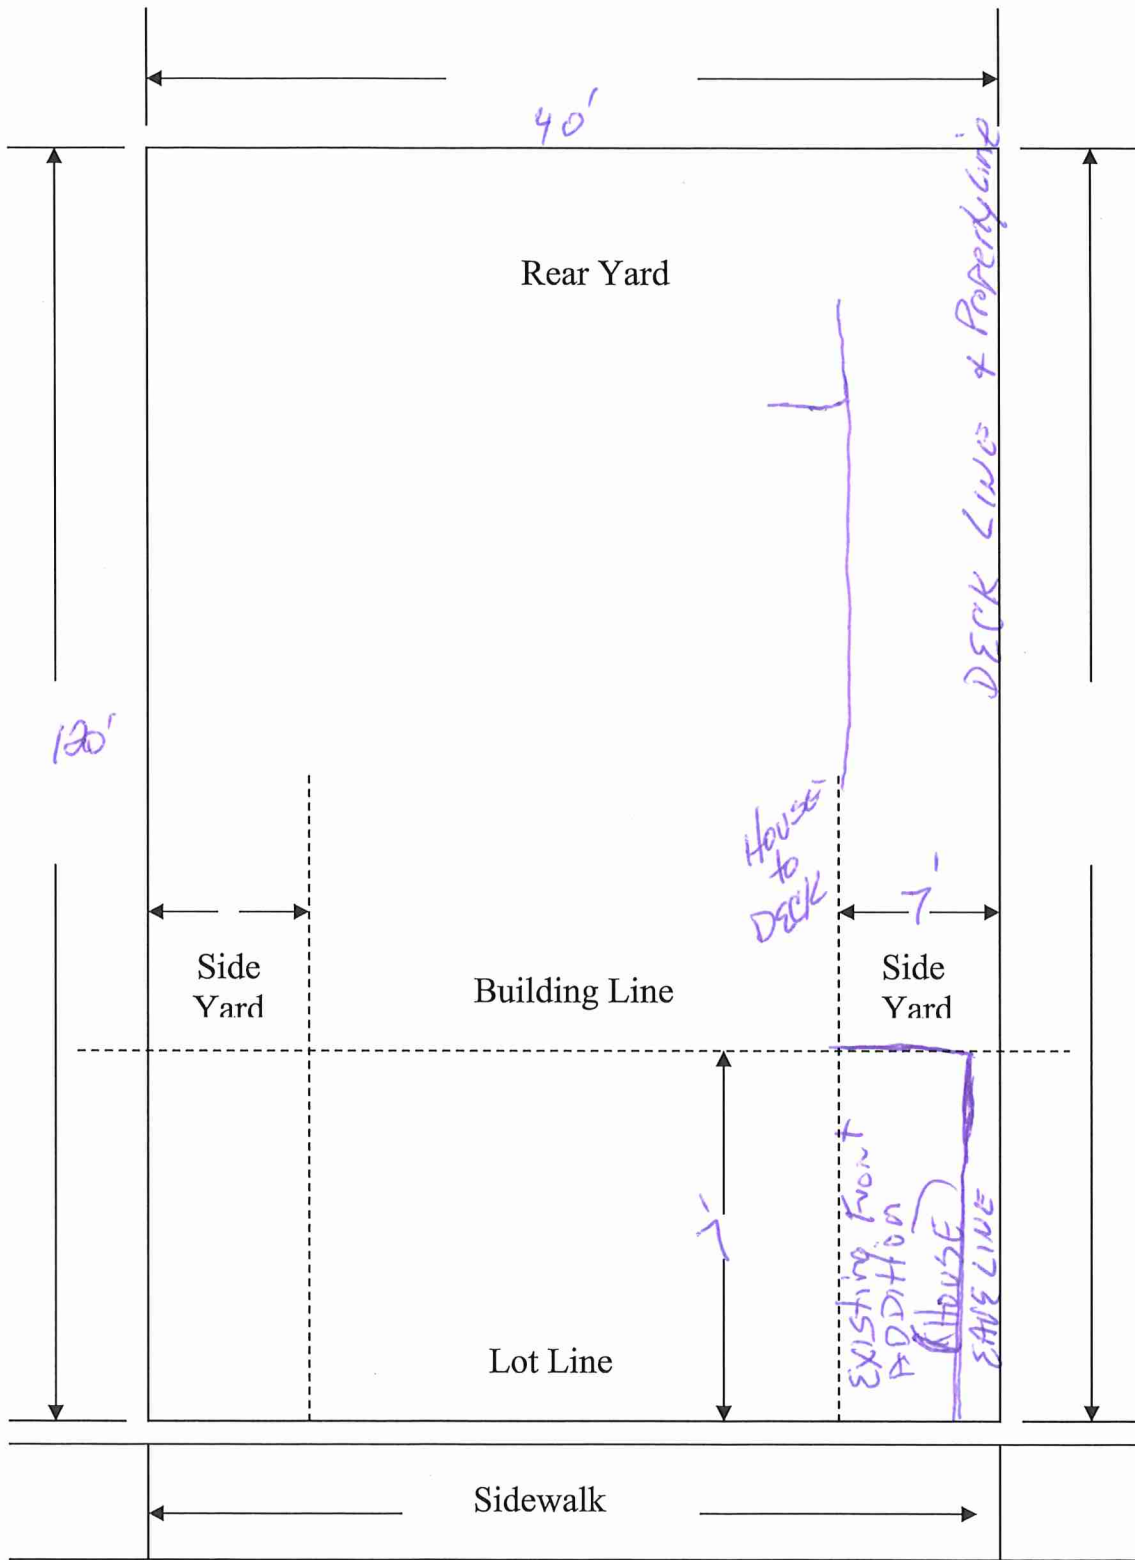 40'
Rear Yard
DECK LINE & Property Line
120'
HOUSE
to
DECK
7'
Side
Yard
Building Line
Side
Yard
7'
EXISTING FRONT
ADDITION
(HOUSE)
EAVE LINE
Lot Line
Sidewalk